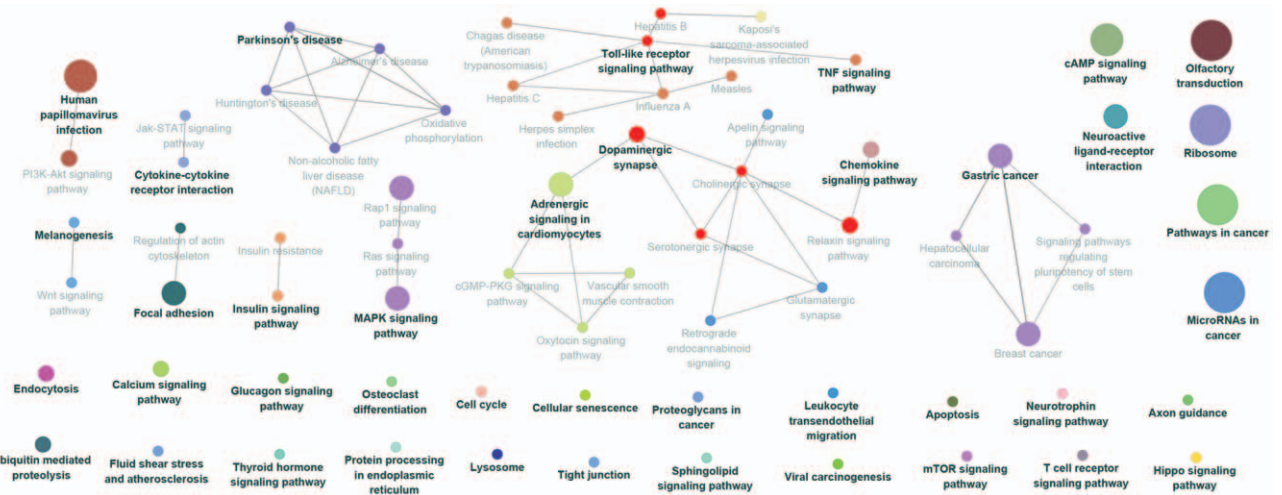 Hepatitis B
Parkinson's disease
Chagas disease
(American
trypanosomiasis)
Toll-like receptor
signaling pathway
Kaposi's
sarcoma-associated
herpesvirus infection
cAMP signaling
pathway
Olfactory
transduction
Alzheimer's disease
TNF signaling
pathway
Human
papillomavirus
infection
Huntington's disease
Hepatitis C
Influenza A
Measles
Jak-STAT signaling
pathway
Oxidative
phosphorylation
Herpes simplex
infection
Apelin signaling
pathway
Neuroactive
ligand-receptor
interaction
Ribosome
PI3K-Akt signaling
pathway
Cytokine-cytokine
receptor interaction
Non-alcoholic fatty
liver disease
(NAFLD)
Dopaminergic
synapse
Cholinergic synapse
Chemokine
signaling pathway
Gastric cancer
Rap1 signaling
pathway
Adrenergic
signaling in
cardiomyocytes
Melanogenesis
Regulation of actin
cytoskeleton
Insulin resistance
Ras signaling
pathway
Serotonergic synapse
Relaxin signaling
pathway
Hepatocellular
carcinoma
Signaling pathways
regulating
pluripotency of stem
cells
Pathways in cancer
Wnt signaling
pathway
Focal adhesion
Insulin signaling
pathway
MAPK signaling
pathway
cGMP-PKG signaling
pathway
Vascular smooth
muscle contraction
Glutamatergic
synapse
MicroRNAs in
cancer
Oxytocin signaling
pathway
Retrograde
endocannabinoid
signaling
Breast cancer
Endocytosis
Calcium signaling
pathway
Glucagon signaling
pathway
Osteoclast
differentiation
Cell cycle
Cellular senescence
Proteoglycans in
cancer
Leukocyte
transendothelial
migration
Apoptosis
Neurotrophin
signaling pathway
Axon guidance
biquitin mediated
proteolysis
Fluid shear stress
and atherosclerosis
Thyroid hormone
signaling pathway
Protein processing
in endoplasmic
reticulum
Lysosome
Tight junction
Sphingolipid
signaling pathway
Viral carcinogenesis
mTOR signaling
pathway
T cell receptor
signaling pathway
Hippo signaling
pathway